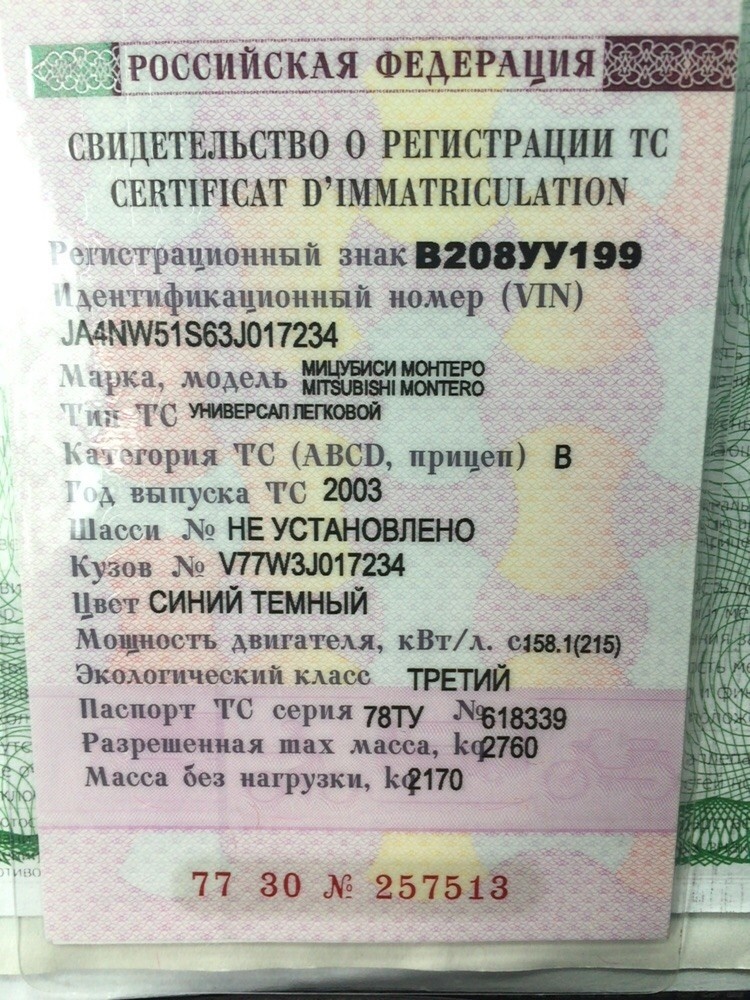 РОССИЙСКАЯ ФЕДЕРАЦИЯ
СВИДЕТЕЛЬСТВО О РЕГИСТРАЦИИ ТС
CERTIFICAT D'IMMATRICULATION
Регистрационный знак В208УУ199
Идентификационный номер (VIN)
JA4NW51S63J017234
Марка, модель МИЦУБИСИ МОНТЕРО
MITSUBISHI MONTERO
Тип ТС УНИВЕРСАЛ ЛЕГКОВОЙ
Категория ТС (ABCD, прицеп) В
Год выпуска ТС 2003
Шасси № НЕ УСТАНОВЛЕНО
Кузов № V77W3J017234
Цвет СИНИЙ ТЕМНЫЙ
Мощность двигателя, кВт/л. с. 158.1(215)
Экологический класс ТРЕТИЙ
Паспорт ТС серия 78ТУ № 618339
Разрешенная max масса, kg 2760
Масса без нагрузки, kg 2170
77 30 № 257513